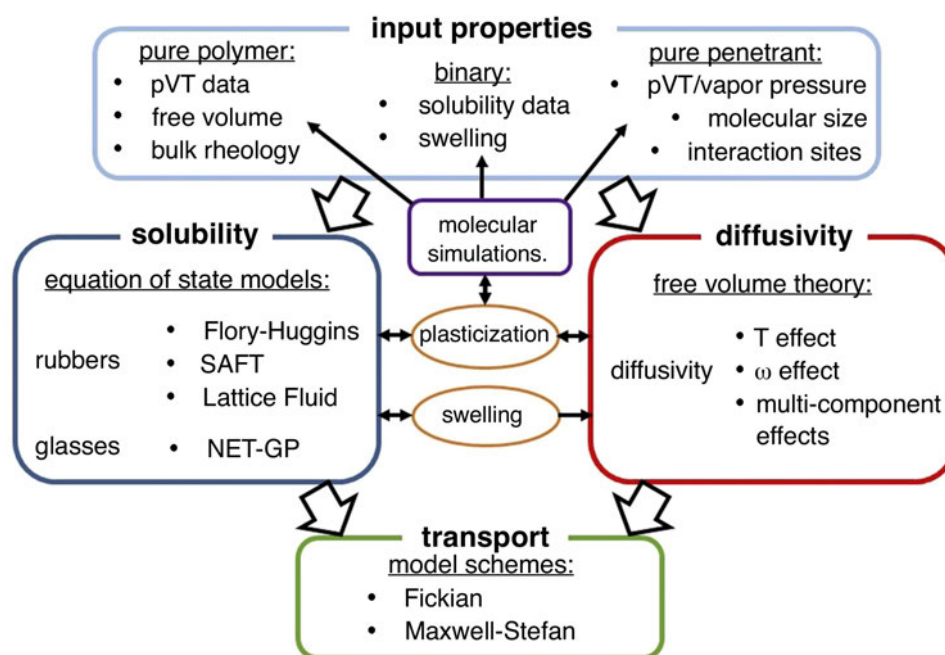 input properties
pure polymer:
• pVT data
• free volume
• bulk rheology
binary:
• solubility data
• swelling
pure penetrant:
• pVT/vapor pressure
• molecular size
• interaction sites
molecular
simulations.
solubility
equation of state models:
rubbers
• Flory-Huggins
• SAFT
• Lattice Fluid
glasses
• NET-GP
plasticization
swelling
diffusivity
free volume theory:
diffusivity
• T effect
• ω effect
• multi-component
effects
transport
model schemes:
• Fickian
• Maxwell-Stefan